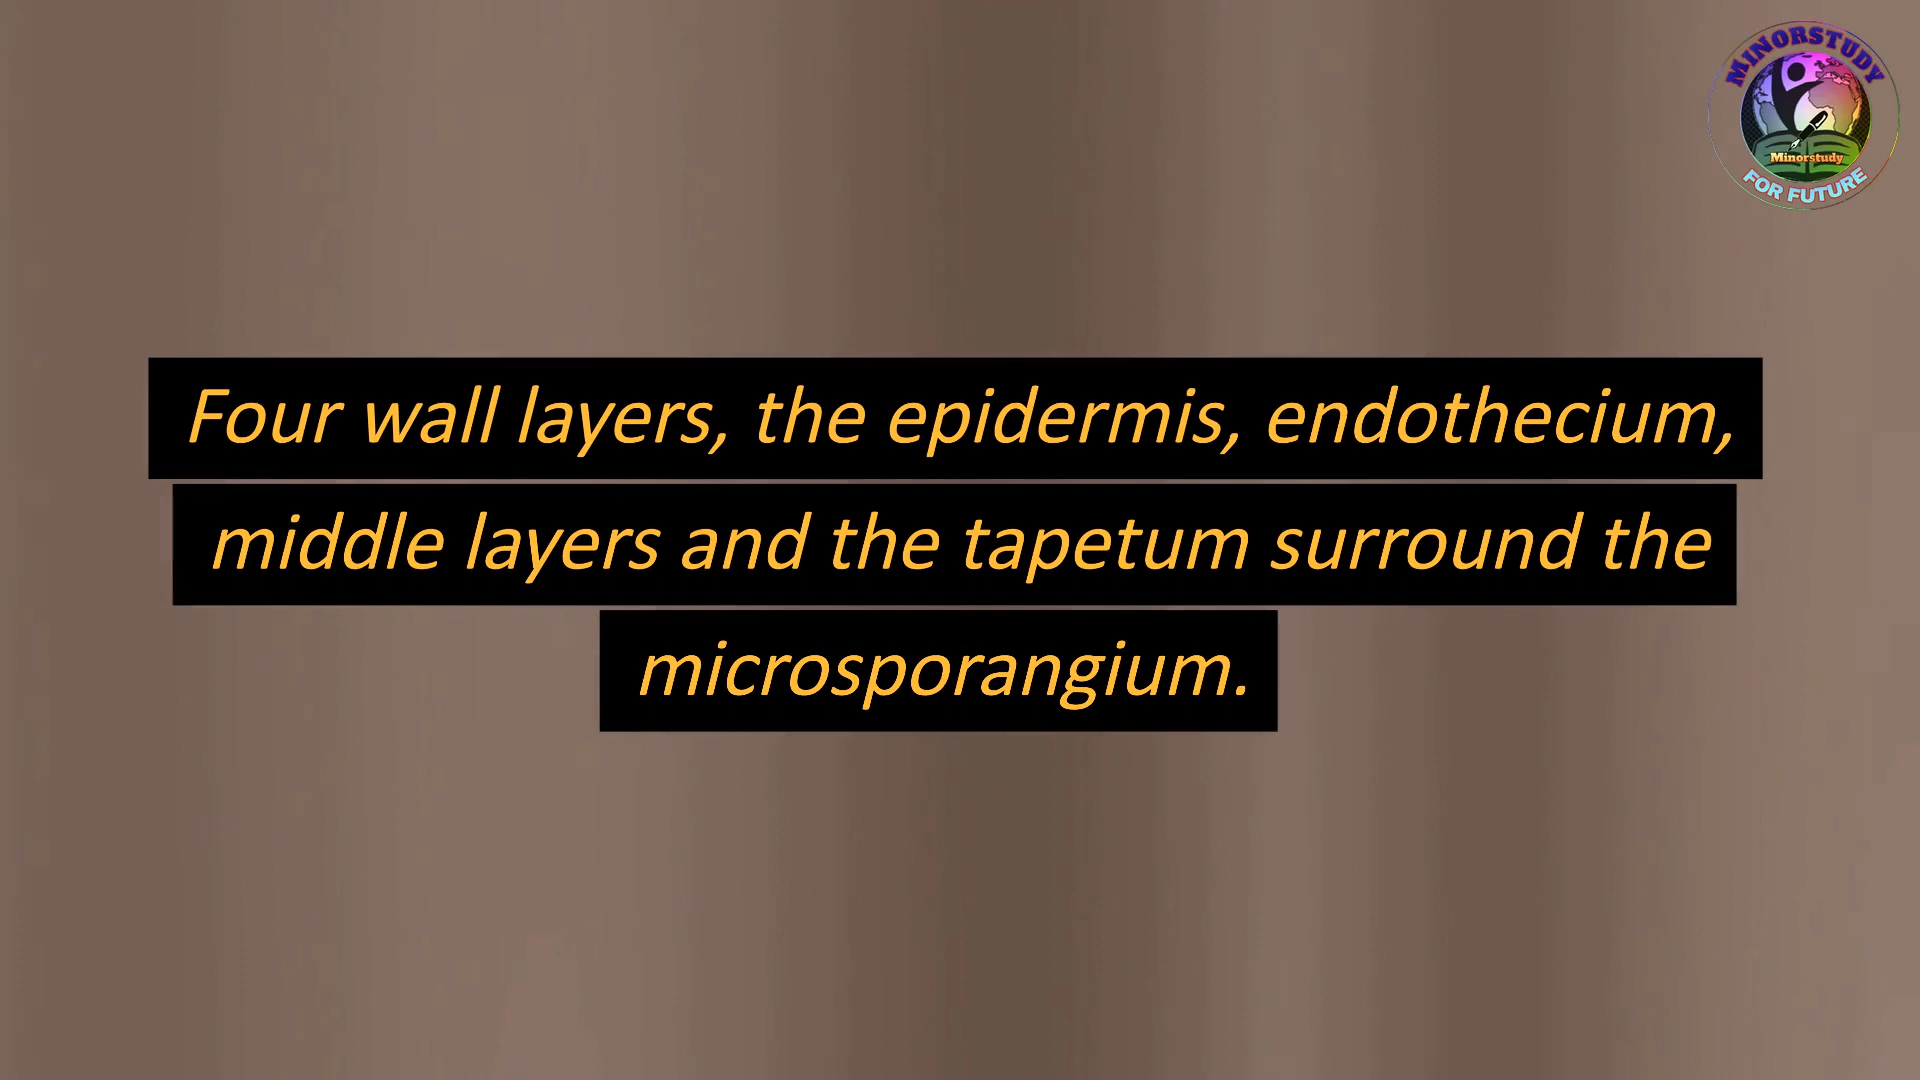 MINORSTUDY
Minorstudy
FOR FUTURE
Four wall layers, the epidermis, endothecium,
middle layers and the tapetum surround the
microsporangium.